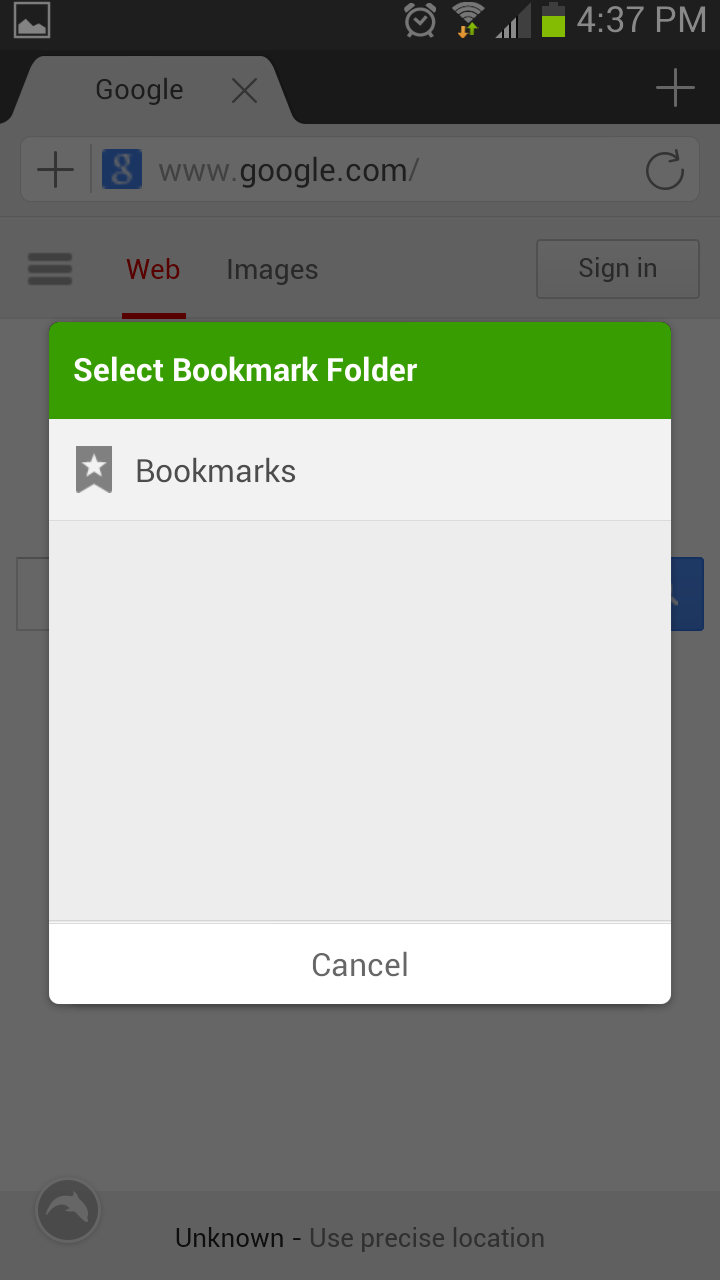 4:37 PM
Google
www.google.com/
Web
Images
Sign in
Select Bookmark Folder
Bookmarks
Cancel
Unknown - Use precise location